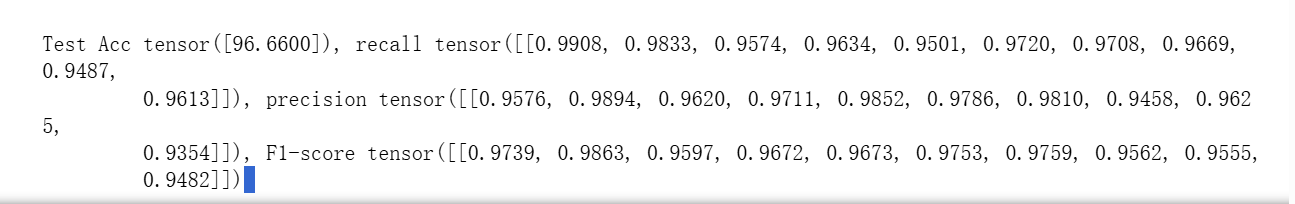 Test Acc tensor([96.6600]), recall tensor([[0.9908, 0.9833, 0.9574, 0.9634, 0.9501, 0.9720, 0.9708, 0.9669,
0.9487,
0.9613]]), precision tensor([[0.9576, 0.9894, 0.9620, 0.9711, 0.9852, 0.9786, 0.9810, 0.9458, 0.962
5,
0.9354]]), F1-score tensor([[0.9739, 0.9863, 0.9597, 0.9672, 0.9673, 0.9753, 0.9759, 0.9562, 0.9555,
0.9482]])